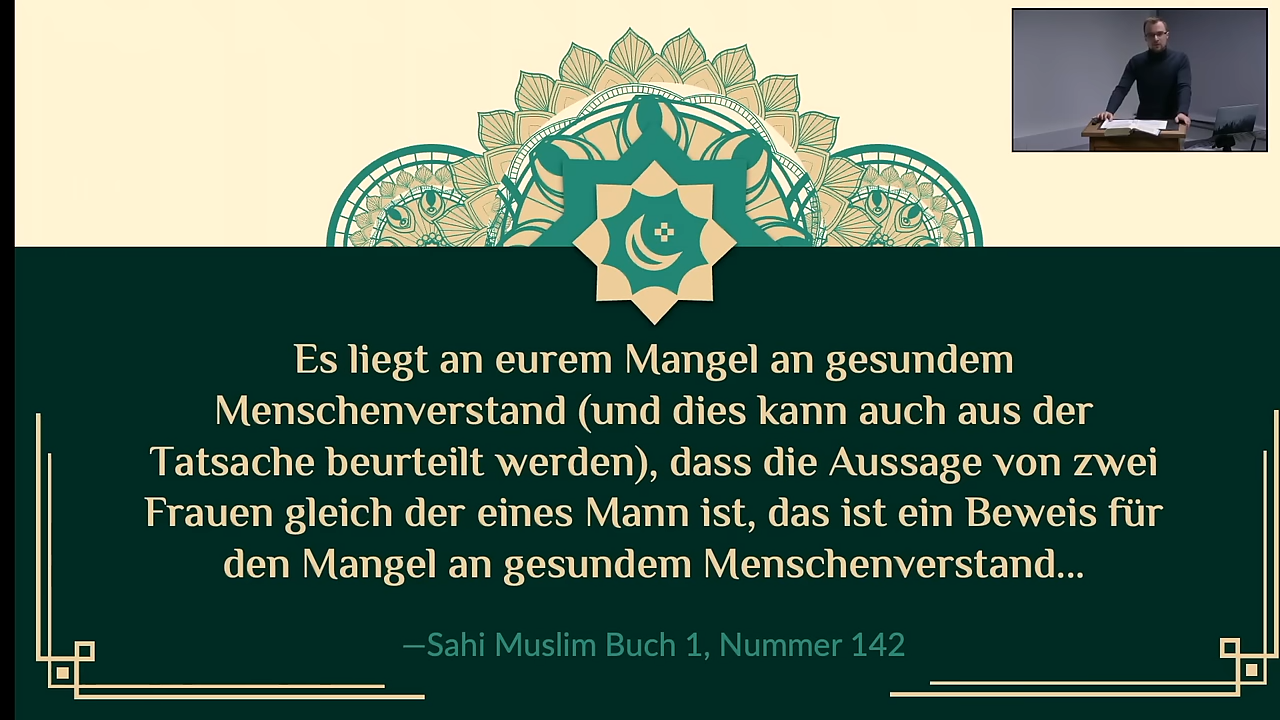 Es liegt an eurem Mangel an gesundem
Menschenverstand (und dies kann auch aus der
Tatsache beurteilt werden), dass die Aussage von zwei
Frauen gleich der eines Mann ist, das ist ein Beweis für
den Mangel an gesundem Menschenverstand...
—Sahi Muslim Buch 1, Nummer 142